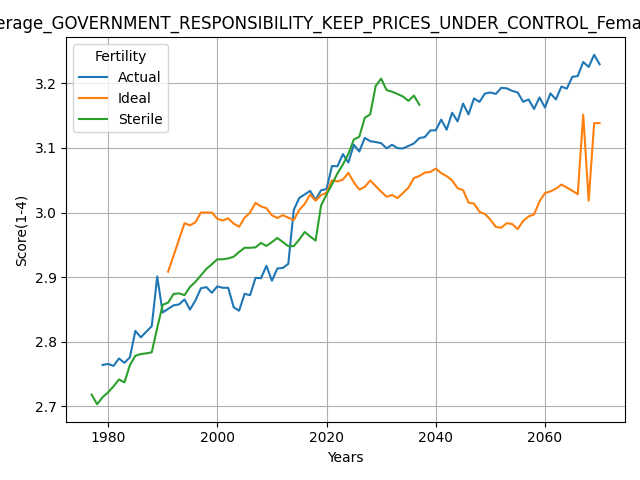 erage_GOVERNMENT_RESPONSIBILITY_KEEP_PRICES_UNDER_CONTROL_Fema
Fertility
Actual
Ideal
Sterile
Score(1-4)
3.2
3.1
3.0
2.9
2.8
2.7
1980 2000 2020 2040 2060
Years